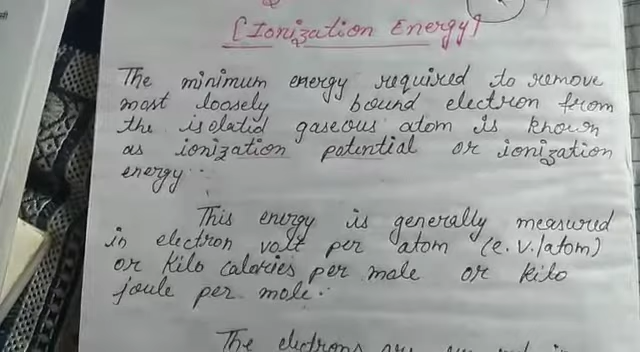 [Ionization Energy]
The minimum energy required to remove
most loosely bound electron from
the isolated gaseous atom is known
as ionization potential or ionization
energy..
This energy is generally measured
in electron volt per atom (e.v./atom)
or kilo calories per mole or kilo
joule per mole.
The electrons are